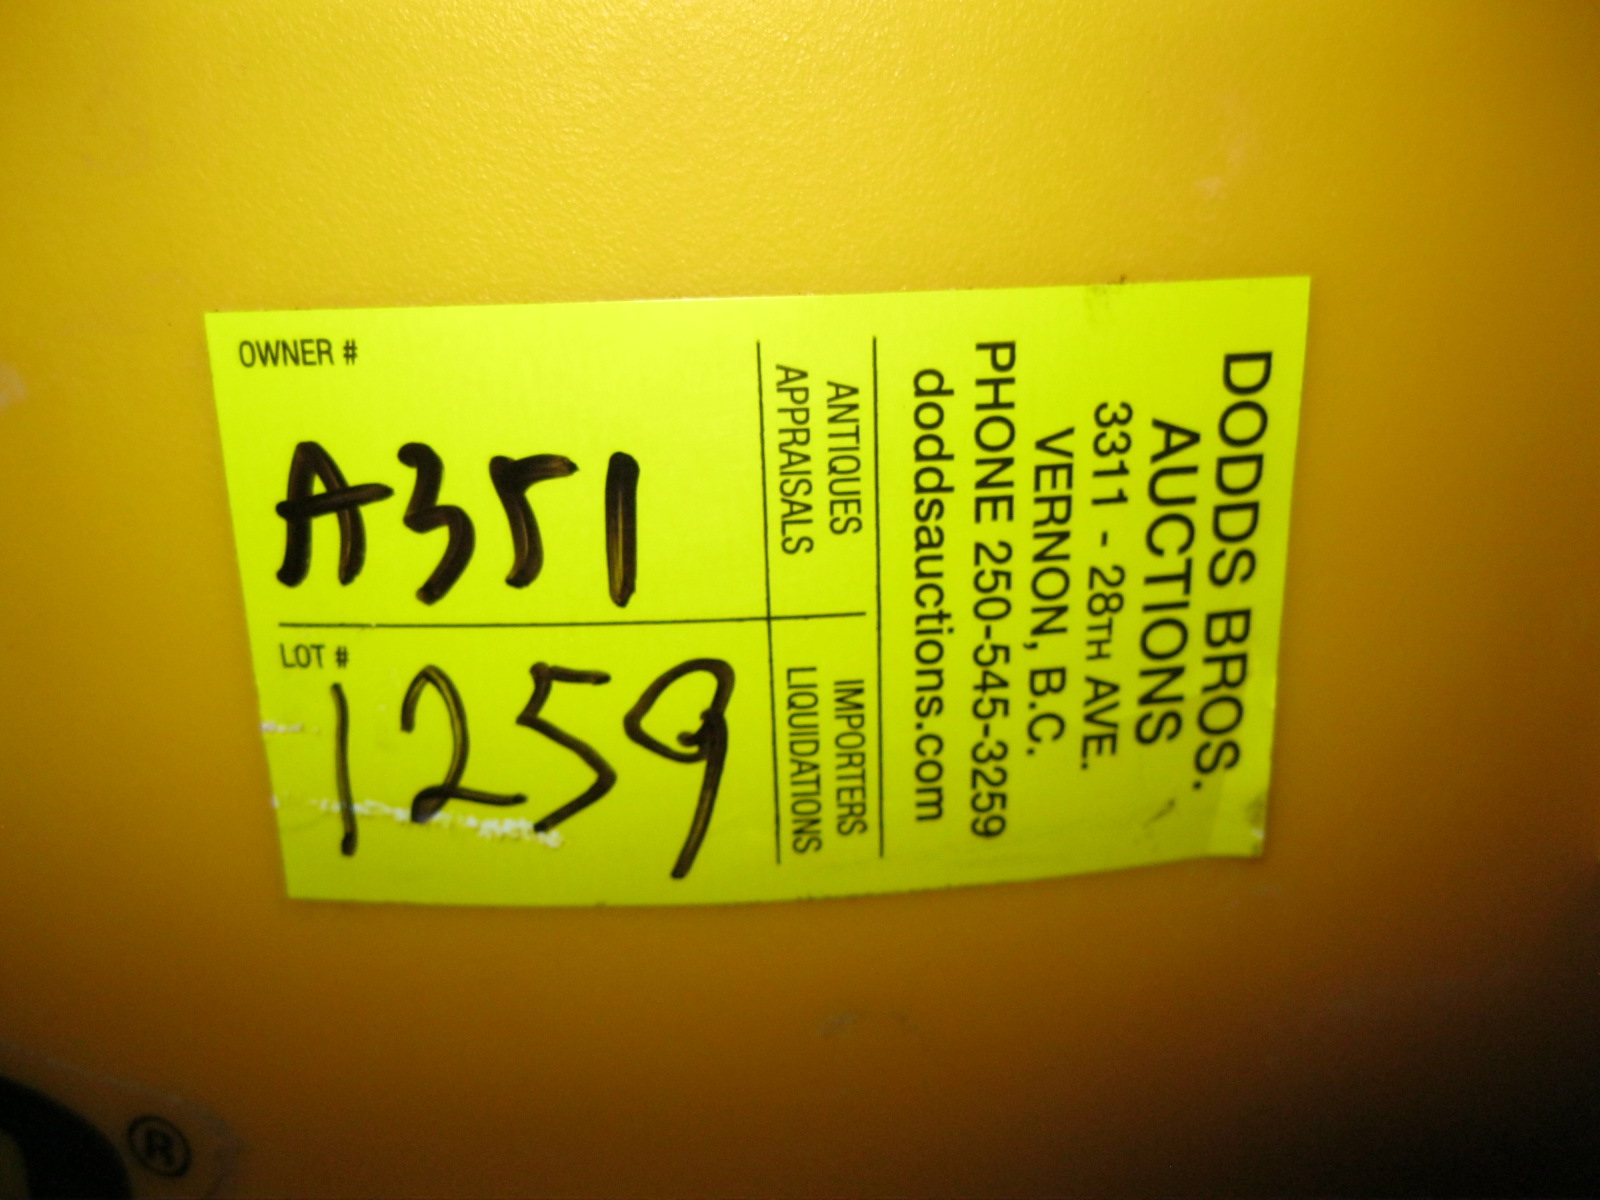 OWNER #
A351
LOT #
1259
ANTIQUES
APPRAISALS
IMPORTERS
LIQUIDATIONS
DODDS BROS.
AUCTIONS
3311 - 28TH AVE.
VERNON, B.C.
PHONE 250-545-3259
doddsauctions.com
®